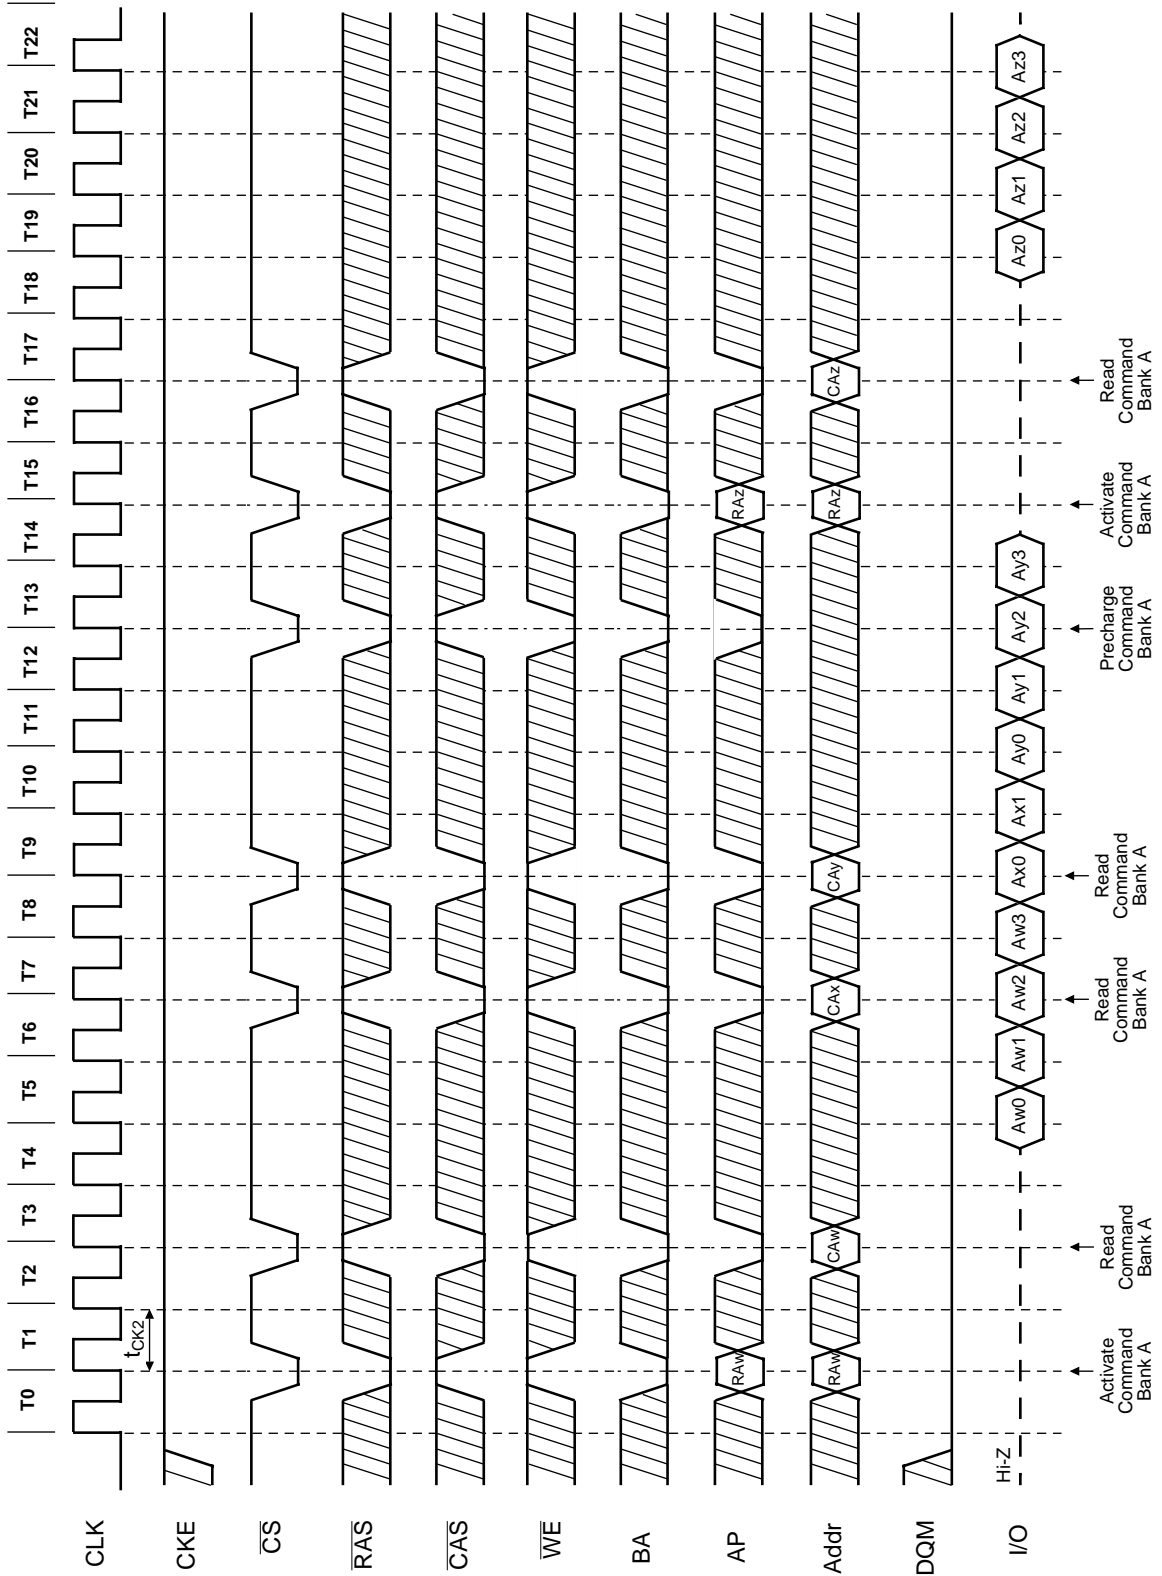 T0 T1 T2 T3 T4 T5 T6 T7 T8 T9 T10 T11 T12 T13 T14 T15 T16 T17 T18 T19 T20 T21 T22
CLK
tCK2
CKE
CS
RAS
CAS
WE
BA
AP
RAw RAz
Addr
RAw CAw CAx CAy RAz CAz
DQM
I/O
Hi-Z
Aw0 Aw1 Aw2 Aw3 Ax0 Ax1 Ay0 Ay1 Ay2 Ay3 Az0 Az1 Az2 Az3
Activate
Command
Bank A
Read
Command
Bank A
Read
Command
Bank A
Read
Command
Bank A
Precharge
Command
Bank A
Activate
Command
Bank A
Read
Command
Bank A